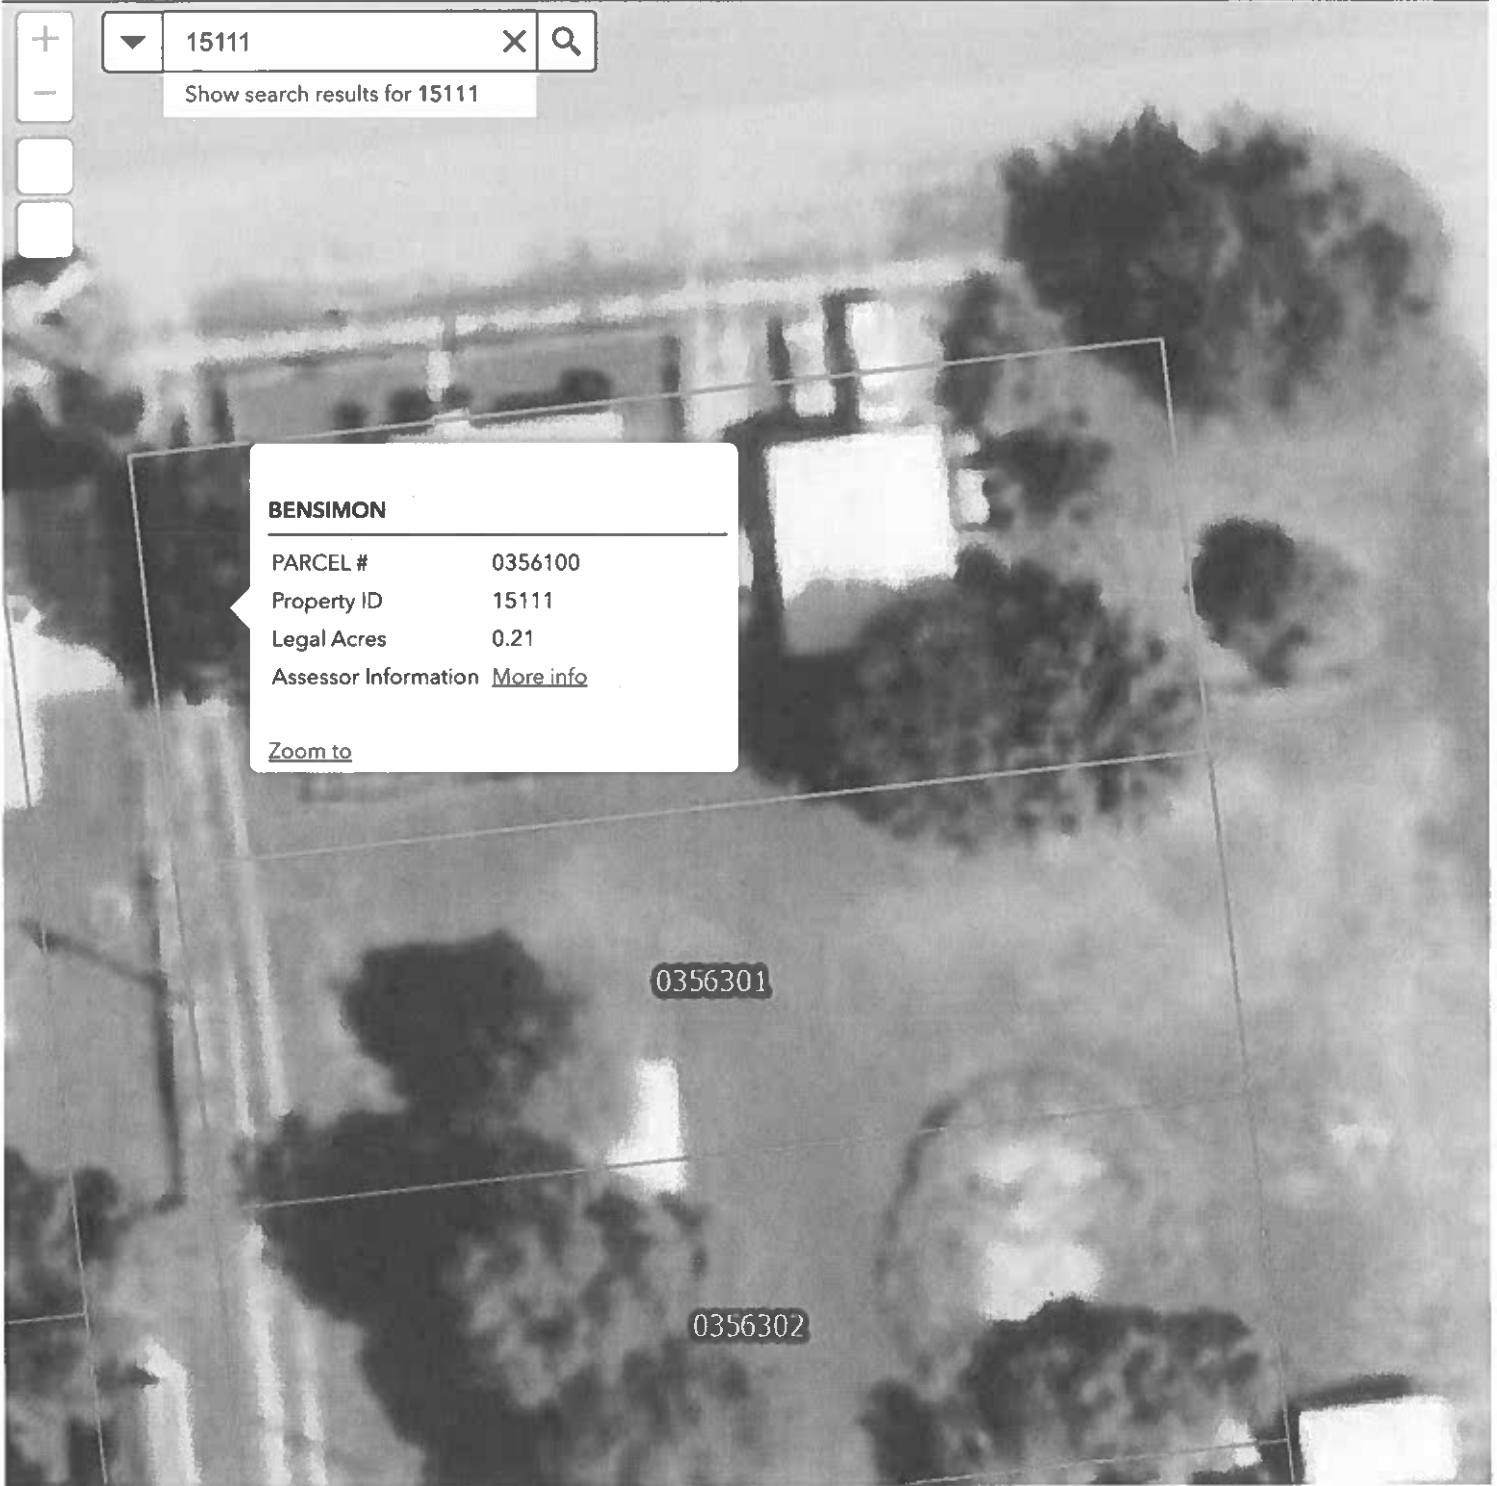 15111
Show search results for 15111
BENSIMON
PARCEL # 0356100
Property ID 15111
Legal Acres 0.21
Assessor Information More info
Zoom to
0356301
0356302